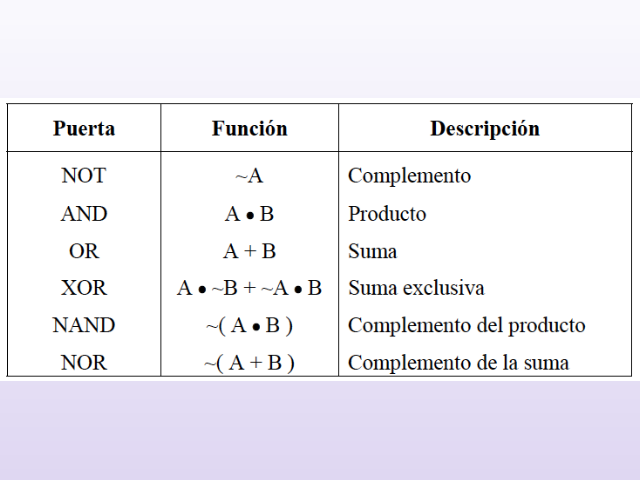 Puerta Función Descripción
NOT ~A Complemento
AND A • B Producto
OR A + B Suma
XOR A • ~B + ~A • B Suma exclusiva
NAND ~( A • B ) Complemento del producto
NOR ~( A + B ) Complemento de la suma